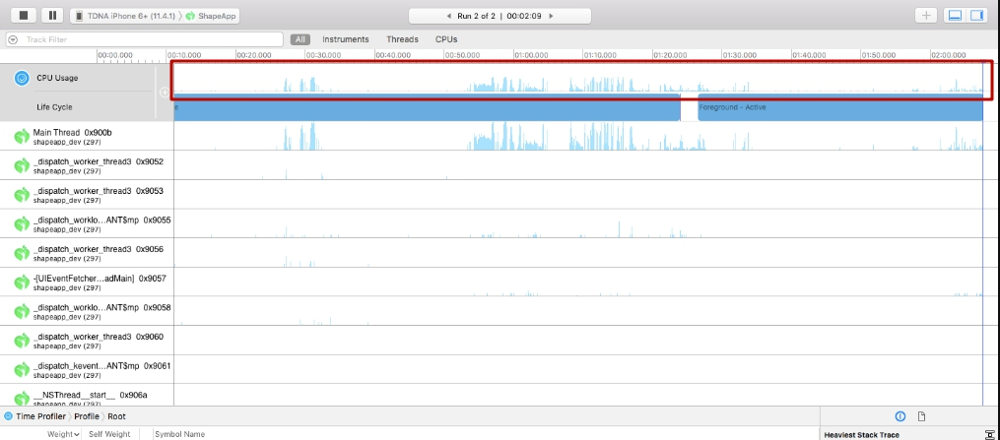 TDNA iPhone 6+ (11.4.1) ShapeApp
Run 2 of 2 | 00:02:09
Track Filter
All Instruments Threads CPUs
00:00.000 00:10.000 00:20.000 00:30.000 00:40.000 00:50.000 01:00.000 01:10.000 01:20.000 01:30.000 01:40.000 01:50.000 02:00.000
CPU Usage
Life Cycle
e
Foreground - Active
Main Thread 0x900b
shapeapp_dev (297)
_dispatch_worker_thread3 0x9052
shapeapp_dev (297)
_dispatch_worker_thread3 0x9053
shapeapp_dev (297)
_dispatch_worklo...ANT$mp 0x9055
shapeapp_dev (297)
_dispatch_worker_thread3 0x9056
shapeapp_dev (297)
-[UIEventFetcher...adMain] 0x9057
shapeapp_dev (297)
_dispatch_worklo...ANT$mp 0x9058
shapeapp_dev (297)
_dispatch_worker_thread3 0x9060
shapeapp_dev (297)
_dispatch_kevent...ANT$mp 0x9061
shapeapp_dev (297)
__NSThread__start__ 0x906a
shapeapp_dev (297)
Time Profiler Profile Root
Weight Self Weight Symbol Name
Heaviest Stack Trace